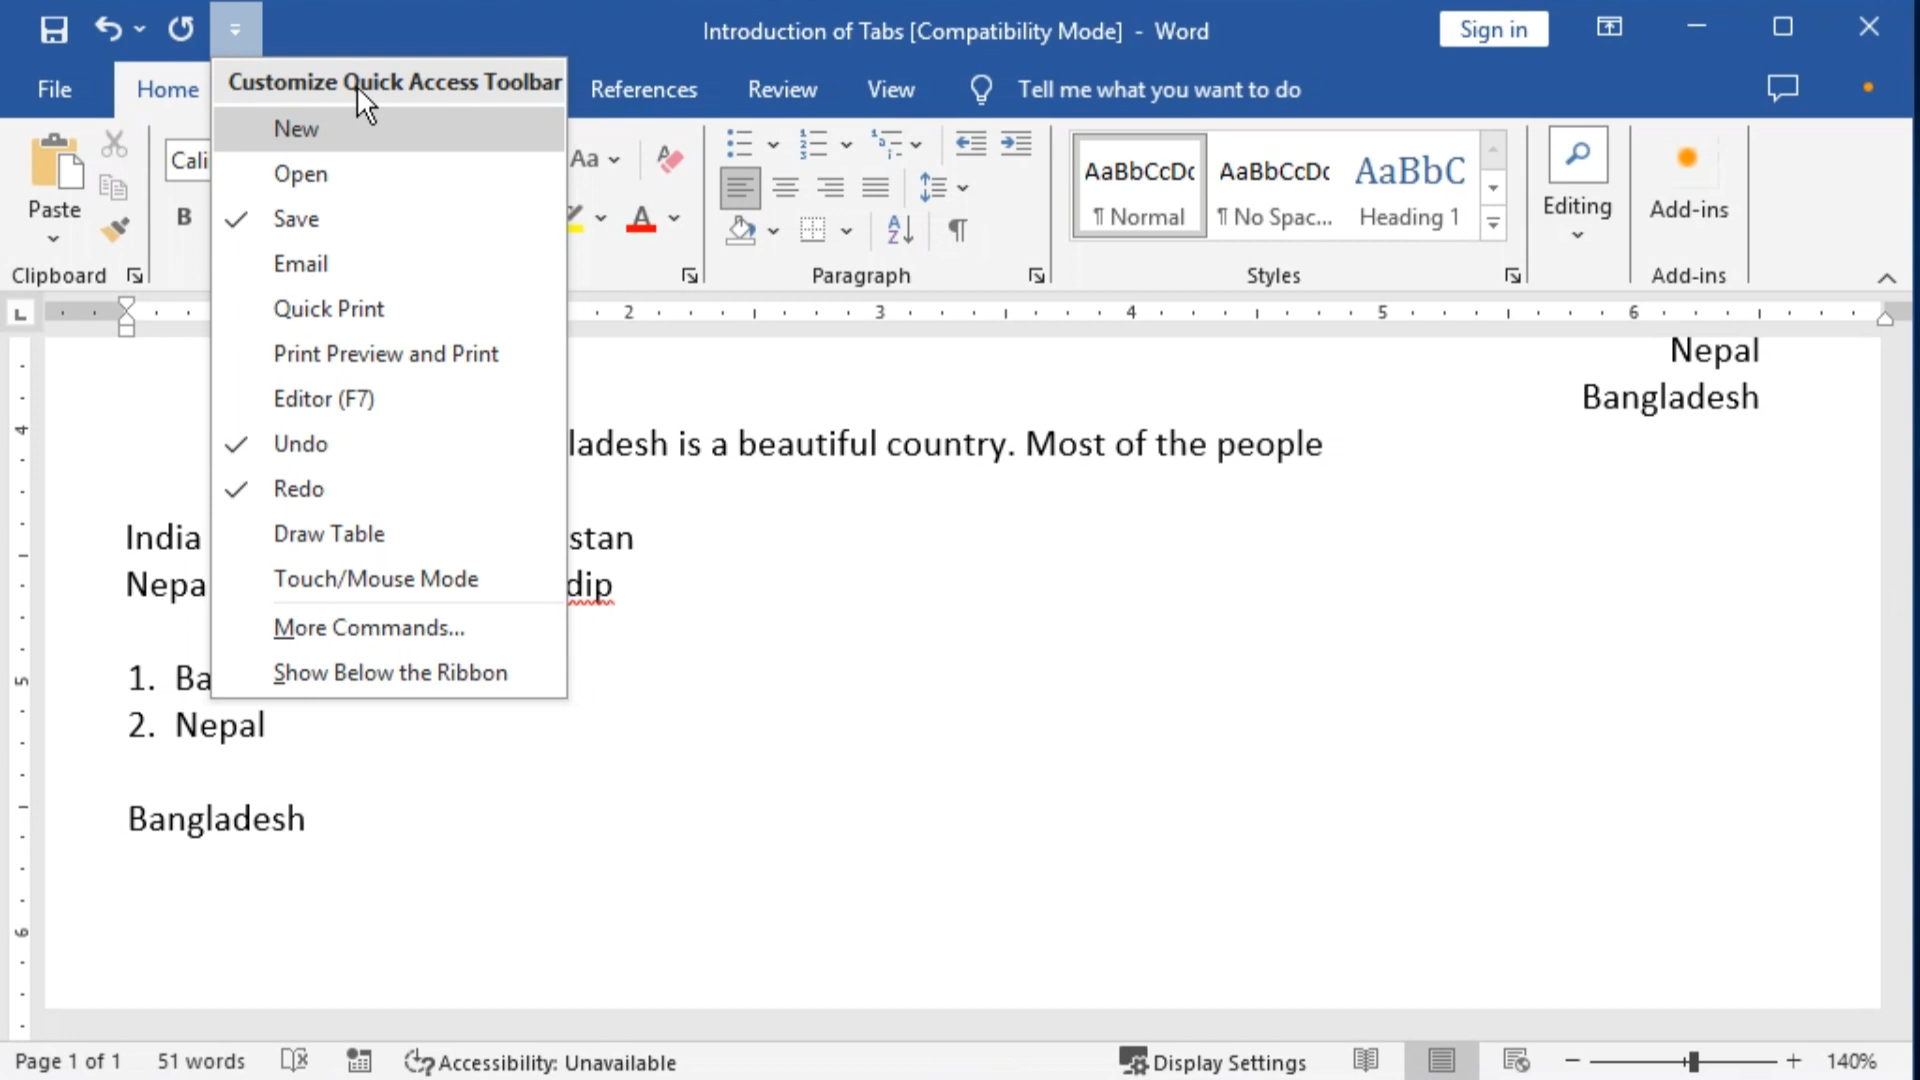 Introduction of Tabs [Compatibility Mode] - Word
Sign in
File
Home
References
Review
View
Tell me what you want to do
Customize Quick Access Toolbar
New
Open
Save
Email
Quick Print
Print Preview and Print
Editor (F7)
Undo
Redo
Draw Table
Touch/Mouse Mode
More Commands...
Show Below the Ribbon
Paste
Clipboard
Cali
B
Aa
A
Paragraph
AaBbCcDc
¶ Normal
AaBbCcDc
¶ No Spac...
AaBbC
Heading 1
Styles
Editing
Add-ins
Add-ins
L
2 3 4 5 6
4
5
6
Nepal
Bangladesh
ladesh is a beautiful country. Most of the people
India stan
Nepa dip
1. Ba
2. Nepal
Bangladesh
Page 1 of 1
51 words
Accessibility: Unavailable
Display Settings
140%